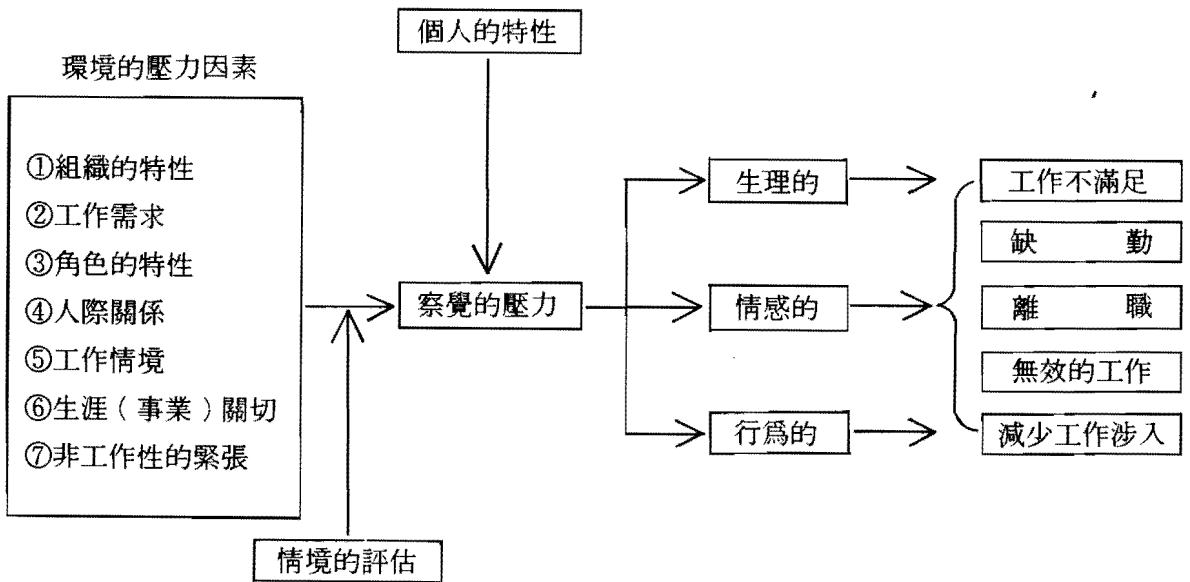 個人的特性
環境的壓力因素
①組織的特性
②工作需求
③角色的特性
④人際關係
⑤工作情境
⑥生涯（事業）關切
⑦非工作性的緊張
情境的評估
察覺的壓力
生理的
情感的
行爲的
工作不滿足
缺 勤
離 職
無效的工作
減少工作涉入